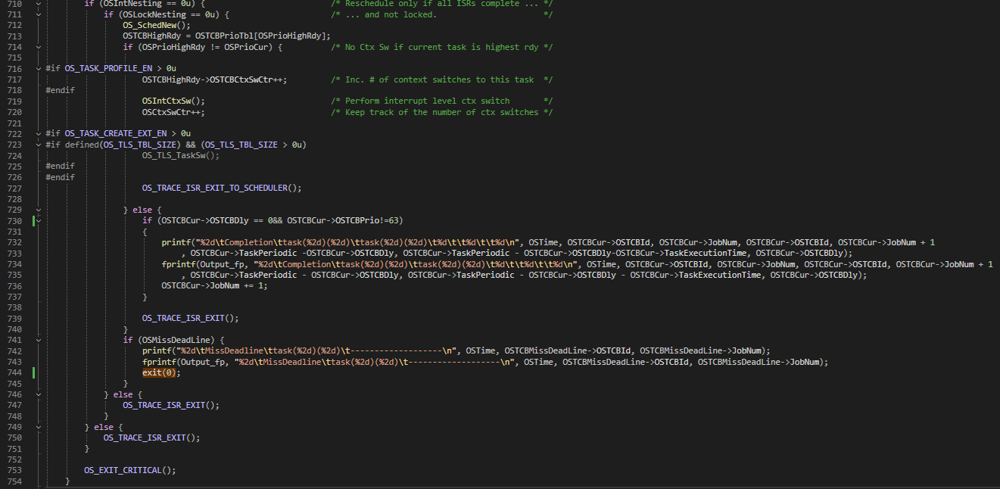 710 if (OSIntNesting == 0u) { /* Reschedule only if all ISRs complete ... */
711 if (OSLockNesting == 0u) { /* ... and not locked. */
712 OS_SchedNew();
713 OSTCBHighRdy = OSTCBPrioTbl[OSPrioHighRdy];
714 if (OSPrioHighRdy != OSPrioCur) { /* No Ctx Sw if current task is highest rdy */
715
716 #if OS_TASK_PROFILE_EN > 0u
717 OSTCBHighRdy->OSTCBCtxSwCtr++; /* Inc. # of context switches to this task */
718 #endif
719 OSIntCtxSw(); /* Perform interrupt level ctx switch */
720 OSCtxSwCtr++; /* Keep track of the number of ctx switches */
721
722 #if OS_TASK_CREATE_EXT_EN > 0u
723 #if defined(OS_TLS_TBL_SIZE) && (OS_TLS_TBL_SIZE > 0u)
724 OS_TLS_TaskSw();
725 #endif
726 #endif
727 OS_TRACE_ISR_EXIT_TO_SCHEDULER();
728
729 } else {
730 if (OSTCBCur->OSTCBDly == 0&& OSTCBCur->OSTCBPrio!=63)
731 {
732 printf("%2d\tCompletion\ttask(%2d)(%2d)\ttask(%2d)(%2d)\t%d\t\t%d\t\t%d\n", OSTime, OSTCBCur->OSTCBId, OSTCBCur->JobNum, OSTCBCur->OSTCBId, OSTCBCur->JobNum + 1
733 , OSTCBCur->TaskPeriodic -OSTCBCur->OSTCBDly, OSTCBCur->TaskPeriodic - OSTCBCur->OSTCBDly-OSTCBCur->TaskExecutionTime, OSTCBCur->OSTCBDly);
734 fprintf(Output_fp, "%2d\tCompletion\ttask(%2d)(%2d)\ttask(%2d)(%2d)\t%d\t\t%d\t\t%d\n", OSTime, OSTCBCur->OSTCBId, OSTCBCur->JobNum, OSTCBCur->OSTCBId, OSTCBCur->JobNum + 1
735 , OSTCBCur->TaskPeriodic - OSTCBCur->OSTCBDly, OSTCBCur->TaskPeriodic - OSTCBCur->OSTCBDly - OSTCBCur->TaskExecutionTime, OSTCBCur->OSTCBDly);
736 OSTCBCur->JobNum += 1;
737 }
738
739 OS_TRACE_ISR_EXIT();
740 }
741 if (OSMissDeadLine) {
742 printf("%2d\tMissDeadline\ttask(%2d)(%2d)\t-------------------\n", OSTime, OSTCBMissDeadLine->OSTCBId, OSTCBMissDeadLine->JobNum);
743 fprintf(Output_fp, "%2d\tMissDeadline\ttask(%2d)(%2d)\t-------------------\n", OSTime, OSTCBMissDeadLine->OSTCBId, OSTCBMissDeadLine->JobNum);
744 exit(0);
745 }
746 } else {
747 OS_TRACE_ISR_EXIT();
748 }
749 } else {
750 OS_TRACE_ISR_EXIT();
751 }
752
753 OS_EXIT_CRITICAL();
754 }